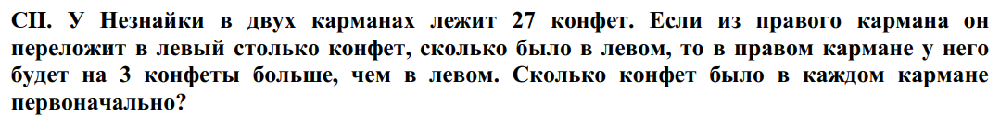 СП. У Незнайки в двух карманах лежит 27 конфет. Если из правого кармана он
переложит в левый столько конфет, сколько было в левом, то в правом кармане у него
будет на 3 конфеты больше, чем в левом. Сколько конфет было в каждом кармане
первоначально?